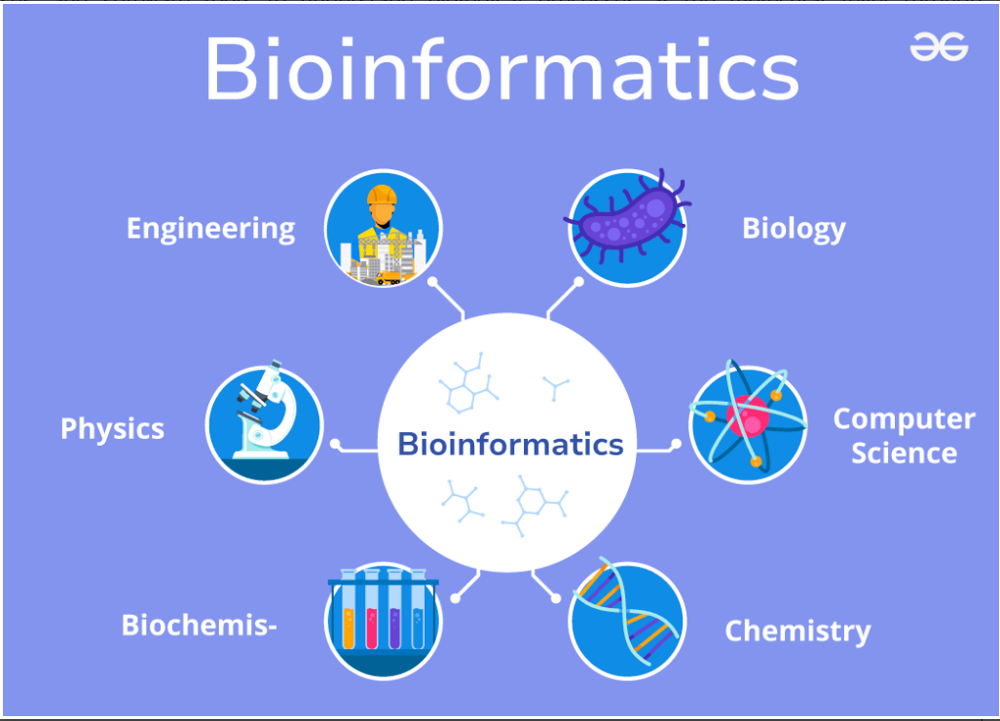 Bioinformatics
Engineering
Biology
Physics
Bioinformatics
Computer
Science
Biochemis-
Chemistry